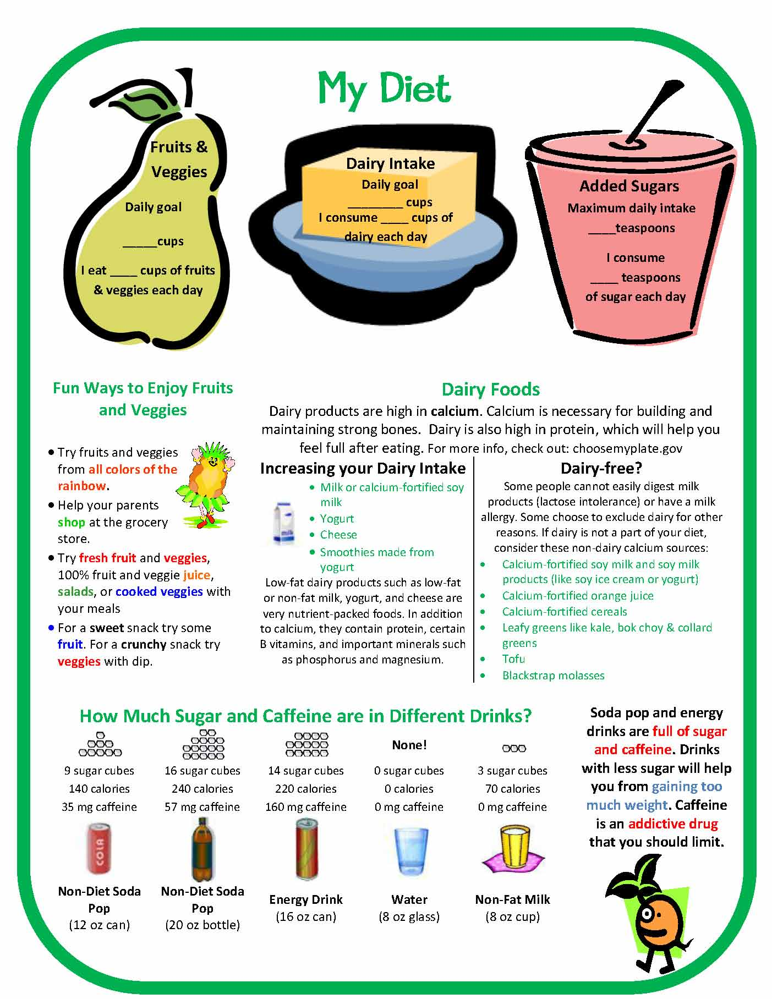 My Diet
Fruits &
Veggies
Daily goal
_____cups
I eat ____ cups of fruits
& veggies each day
Dairy Intake
Daily goal
________ cups
I consume ____ cups of
dairy each day
Added Sugars
Maximum daily intake
____teaspoons
I consume
____ teaspoons
of sugar each day
Fun Ways to Enjoy Fruits
and Veggies
• Try fruits and veggies
from all colors of the
rainbow.
• Help your parents
shop at the grocery
store.
• Try fresh fruit and veggies,
100% fruit and veggie juice,
salads, or cooked veggies with
your meals
• For a sweet snack try some
fruit. For a crunchy snack try
veggies with dip.
Dairy Foods
Dairy products are high in calcium. Calcium is necessary for building and
maintaining strong bones.  Dairy is also high in protein, which will help you
feel full after eating. For more info, check out: choosemyplate.gov
Increasing your Dairy Intake
• Milk or calcium-fortified soy
milk
• Yogurt
• Cheese
• Smoothies made from
yogurt
milk
Low-fat dairy products such as low-fat
or non-fat milk, yogurt, and cheese are
very nutrient-packed foods. In addition
to calcium, they contain protein, certain
B vitamins, and important minerals such
as phosphorus and magnesium.
Dairy-free?
Some people cannot easily digest milk
products (lactose intolerance) or have a milk
allergy. Some choose to exclude dairy for other
reasons. If dairy is not a part of your diet,
consider these non-dairy calcium sources:
• Calcium-fortified soy milk and soy milk
products (like soy ice cream or yogurt)
• Calcium-fortified orange juice
• Calcium-fortified cereals
• Leafy greens like kale, bok choy & collard
greens
• Tofu
• Blackstrap molasses
How Much Sugar and Caffeine are in Different Drinks?
9 sugar cubes
140 calories
35 mg caffeine
COLA
Non-Diet Soda
Pop
(12 oz can)
16 sugar cubes
240 calories
57 mg caffeine
Non-Diet Soda
Pop
(20 oz bottle)
14 sugar cubes
220 calories
160 mg caffeine
Energy Drink
(16 oz can)
None!
0 sugar cubes
0 calories
0 mg caffeine
Water
(8 oz glass)
3 sugar cubes
70 calories
0 mg caffeine
Non-Fat Milk
(8 oz cup)
Soda pop and energy
drinks are full of sugar
and caffeine. Drinks
with less sugar will help
you from gaining too
much weight. Caffeine
is an addictive drug
that you should limit.